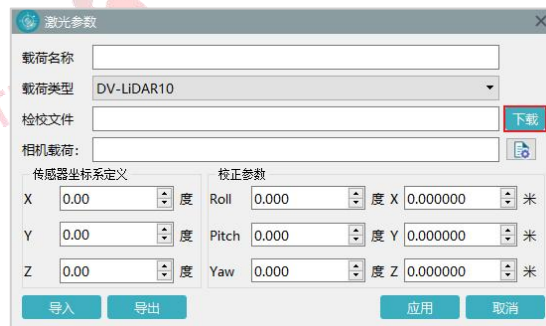 激光参数
载荷名称
载荷类型 DV-LiDAR10
检校文件 下载
相机载荷:
传感器坐标系定义 校正参数
X 0.00 度 Roll 0.000 度 X 0.000000 米
Y 0.00 度 Pitch 0.000 度 Y 0.000000 米
Z 0.00 度 Yaw 0.000 度 Z 0.000000 米
导入 导出 应用 取消